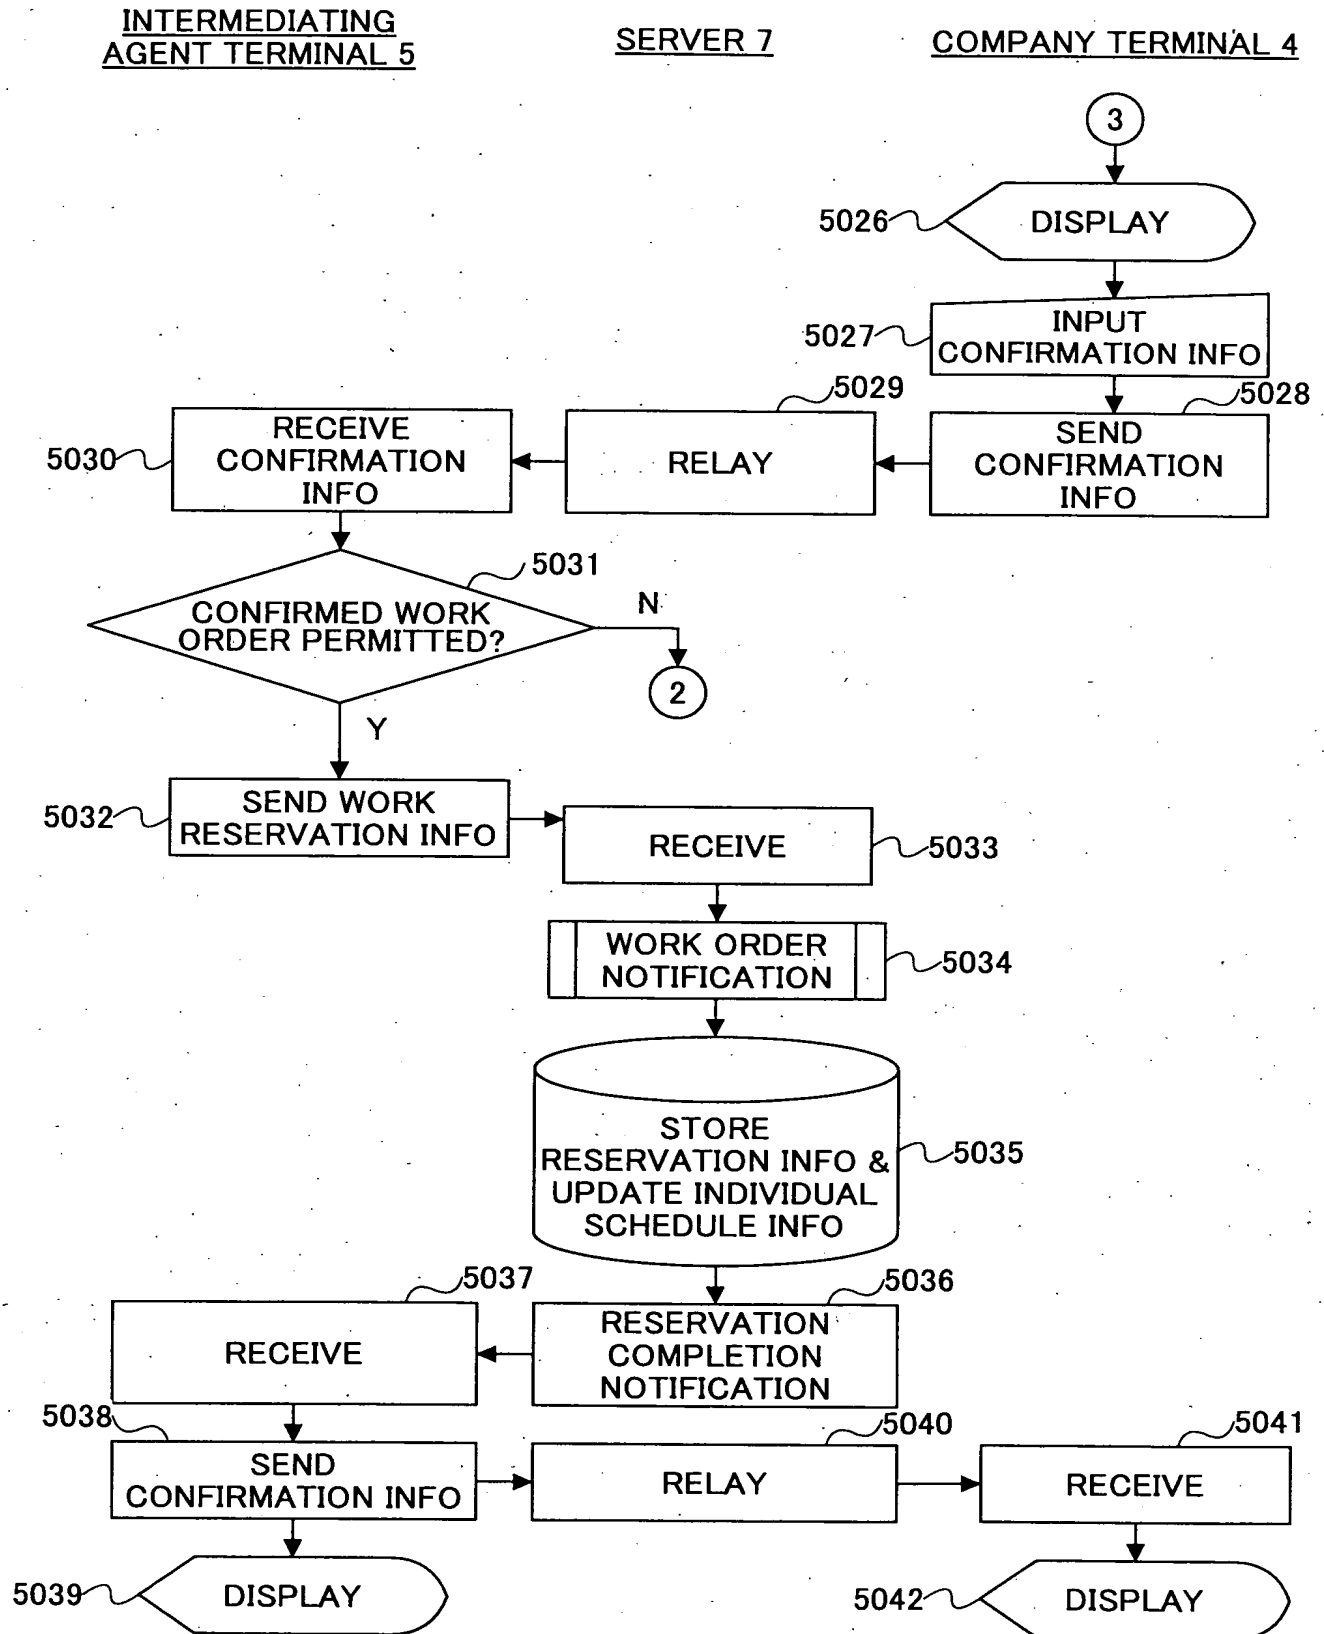 INTERMEDIATING
AGENT TERMINAL 5
SERVER 7
COMPANY TERMINAL 4
3
5026
DISPLAY
5027
INPUT
CONFIRMATION INFO
5028
SEND
CONFIRMATION
INFO
5029
RELAY
5030
RECEIVE
CONFIRMATION
INFO
5031
CONFIRMED WORK
ORDER PERMITTED?
N
2
Y
5032
SEND WORK
RESERVATION INFO
RECEIVE
5033
WORK ORDER
NOTIFICATION
5034
STORE
RESERVATION INFO &
UPDATE INDIVIDUAL
SCHEDULE INFO
5035
5036
RESERVATION
COMPLETION
NOTIFICATION
5037
RECEIVE
5038
SEND
CONFIRMATION INFO
5040
RELAY
5041
RECEIVE
5039
DISPLAY
5042
DISPLAY